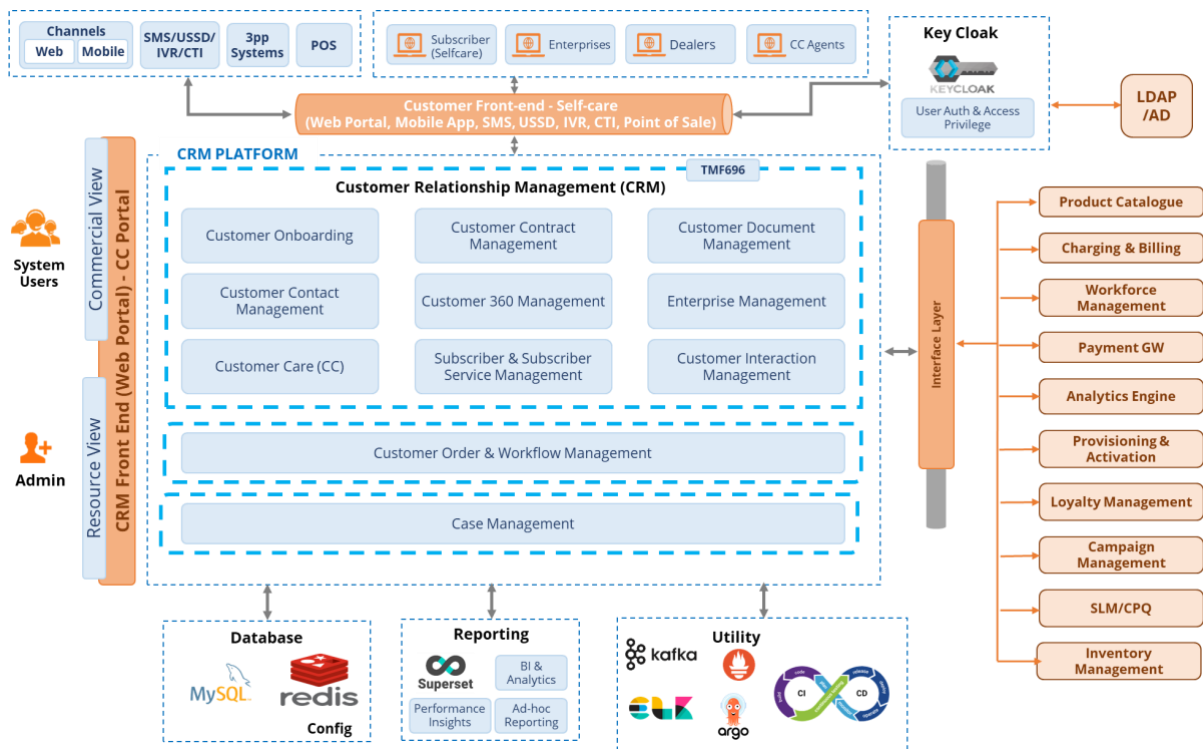 Channels
Web
Mobile
SMS/USSD/
IVR/CTI
3pp
Systems
POS
Subscriber
(Selfcare)
Enterprises
Dealers
CC Agents
Key Cloak
KEYCLOAK
User Auth & Access
Privilege
LDAP
/AD
Customer Front-end - Self-care
(Web Portal, Mobile App, SMS, USSD, IVR, CTI, Point of Sale)
CRM PLATFORM
TMF696
Customer Relationship Management (CRM)
Customer Onboarding
Customer Contract
Management
Customer Document
Management
Customer Contact
Management
Customer 360 Management
Enterprise Management
Customer Care (CC)
Subscriber & Subscriber
Service Management
Customer Interaction
Management
Customer Order & Workflow Management
Case Management
System
Users
Admin
Commercial View
Resource View
CRM Front End (Web Portal) - CC Portal
Interface Layer
Product Catalogue
Charging & Billing
Workforce
Management
Payment GW
Analytics Engine
Provisioning &
Activation
Loyalty Management
Campaign
Management
SLM/CPQ
Inventory
Management
Database
MySQL
redis
Config
Reporting
Superset
BI &
Analytics
Performance
Insights
Ad-hoc
Reporting
Utility
kafka
ELK
argo
CI
CD